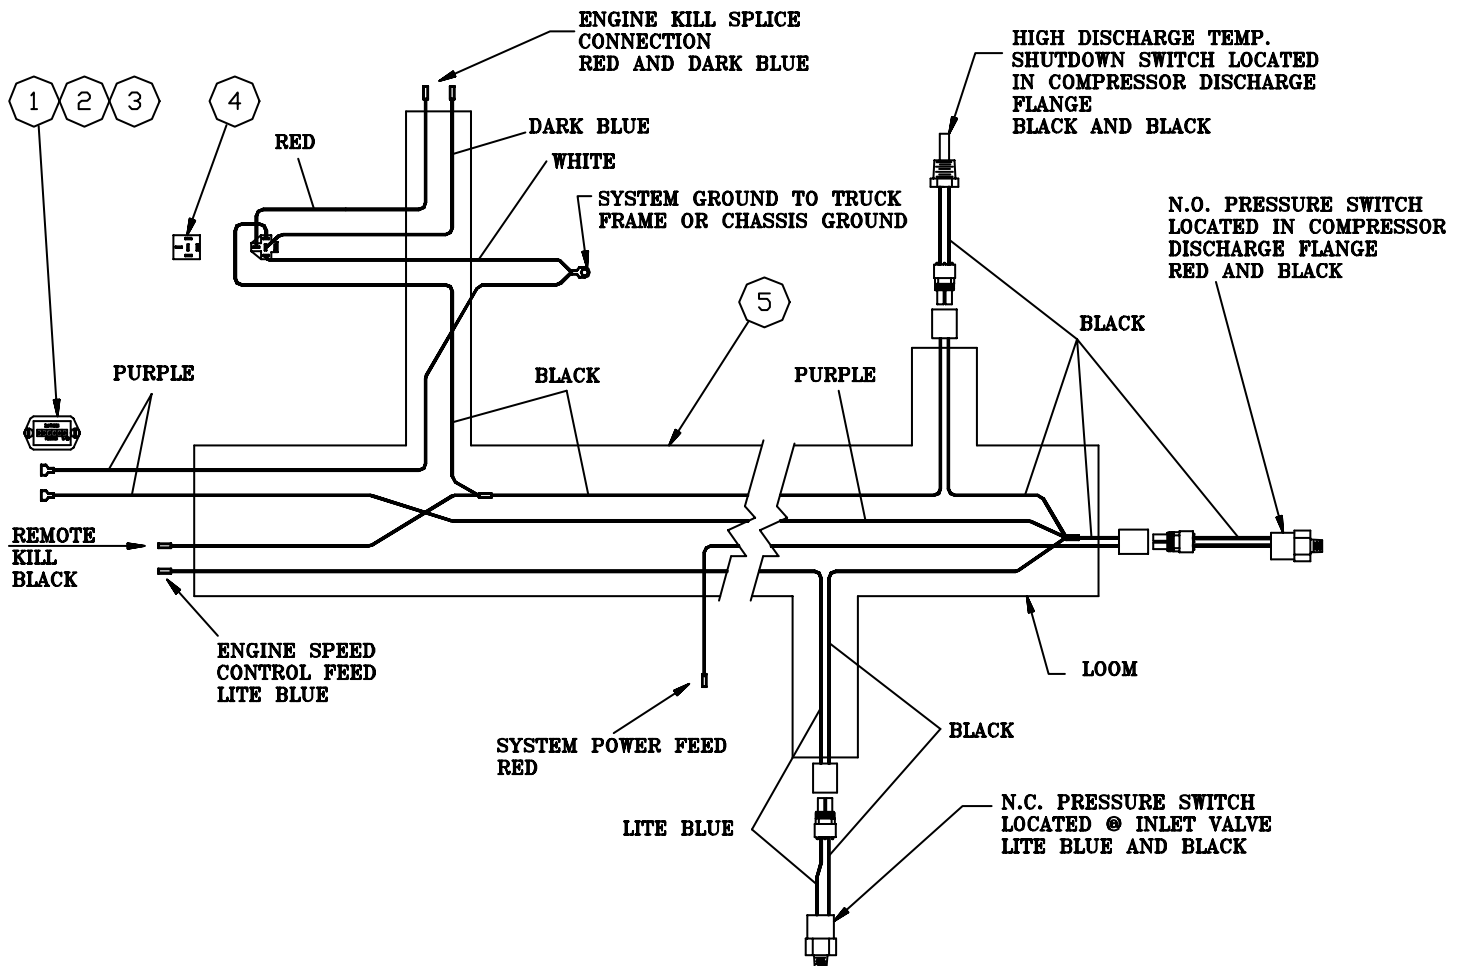 ENGINE KILL SPLICE
CONNECTION
RED AND DARK BLUE
HIGH DISCHARGE TEMP.
SHUTDOWN SWITCH LOCATED
IN COMPRESSOR DISCHARGE
FLANGE
BLACK AND BLACK
1 2 3 4
DARK BLUE
RED
WHITE
SYSTEM GROUND TO TRUCK
FRAME OR CHASSIS GROUND
N.O. PRESSURE SWITCH
LOCATED IN COMPRESSOR
DISCHARGE FLANGE
RED AND BLACK
5
BLACK
PURPLE
BLACK
PURPLE
REMOTE
KILL
BLACK
ENGINE SPEED
CONTROL FEED
LITE BLUE
LOOM
SYSTEM POWER FEED
RED
BLACK
LITE BLUE
N.C. PRESSURE SWITCH
LOCATED @ INLET VALVE
LITE BLUE AND BLACK